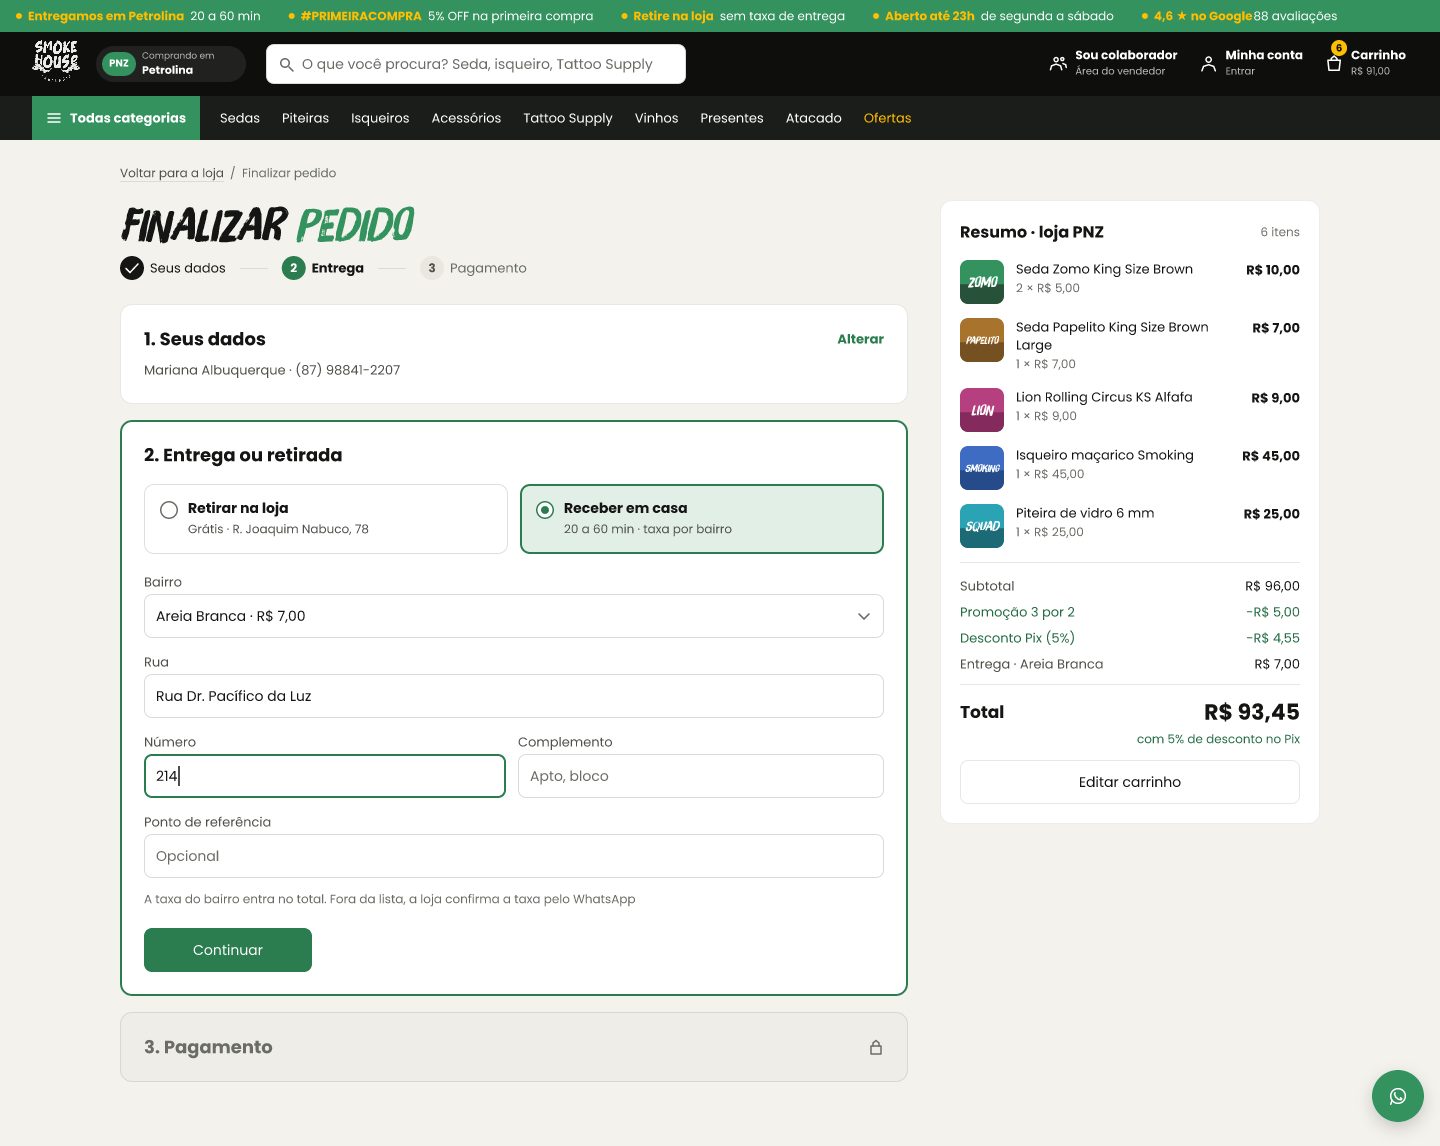 Entregamos em Petrolina 20 a 60 min
#PRIMEIRACOMPRA 5% OFF na primeira compra
Retire na loja sem taxa de entrega
Aberto até 23h de segunda a sábado
4,6 ★ no Google 88 avaliações
SMOKE HOUSE
PNZ
Comprando em
Petrolina
O que você procura? Seda, isqueiro, Tattoo Supply
Sou colaborador
Área do vendedor
Minha conta
Entrar
6
Carrinho
R$ 91,00
Todas categorias
Sedas
Piteiras
Isqueiros
Acessórios
Tattoo Supply
Vinhos
Presentes
Atacado
Ofertas
Voltar para a loja / Finalizar pedido
FINALIZAR PEDIDO
Seus dados
2 Entrega
3 Pagamento
1. Seus dados
Alterar
Mariana Albuquerque · (87) 98841-2207
2. Entrega ou retirada
Retirar na loja
Grátis · R. Joaquim Nabuco, 78
Receber em casa
20 a 60 min · taxa por bairro
Bairro
Areia Branca · R$ 7,00
Rua
Rua Dr. Pacífico da Luz
Número
214
Complemento
Apto, bloco
Ponto de referência
Opcional
A taxa do bairro entra no total. Fora da lista, a loja confirma a taxa pelo WhatsApp
Continuar
3. Pagamento
Resumo · loja PNZ
6 itens
ZOMO
Seda Zomo King Size Brown
R$ 10,00
2 × R$ 5,00
PAPELITO
Seda Papelito King Size Brown
Large
R$ 7,00
1 × R$ 7,00
LION
Lion Rolling Circus KS Alfafa
R$ 9,00
1 × R$ 9,00
SMOKING
Isqueiro maçarico Smoking
R$ 45,00
1 × R$ 45,00
SQUAD
Piteira de vidro 6 mm
R$ 25,00
1 × R$ 25,00
Subtotal R$ 96,00
Promoção 3 por 2 -R$ 5,00
Desconto Pix (5%) -R$ 4,55
Entrega · Areia Branca R$ 7,00
Total R$ 93,45
com 5% de desconto no Pix
Editar carrinho